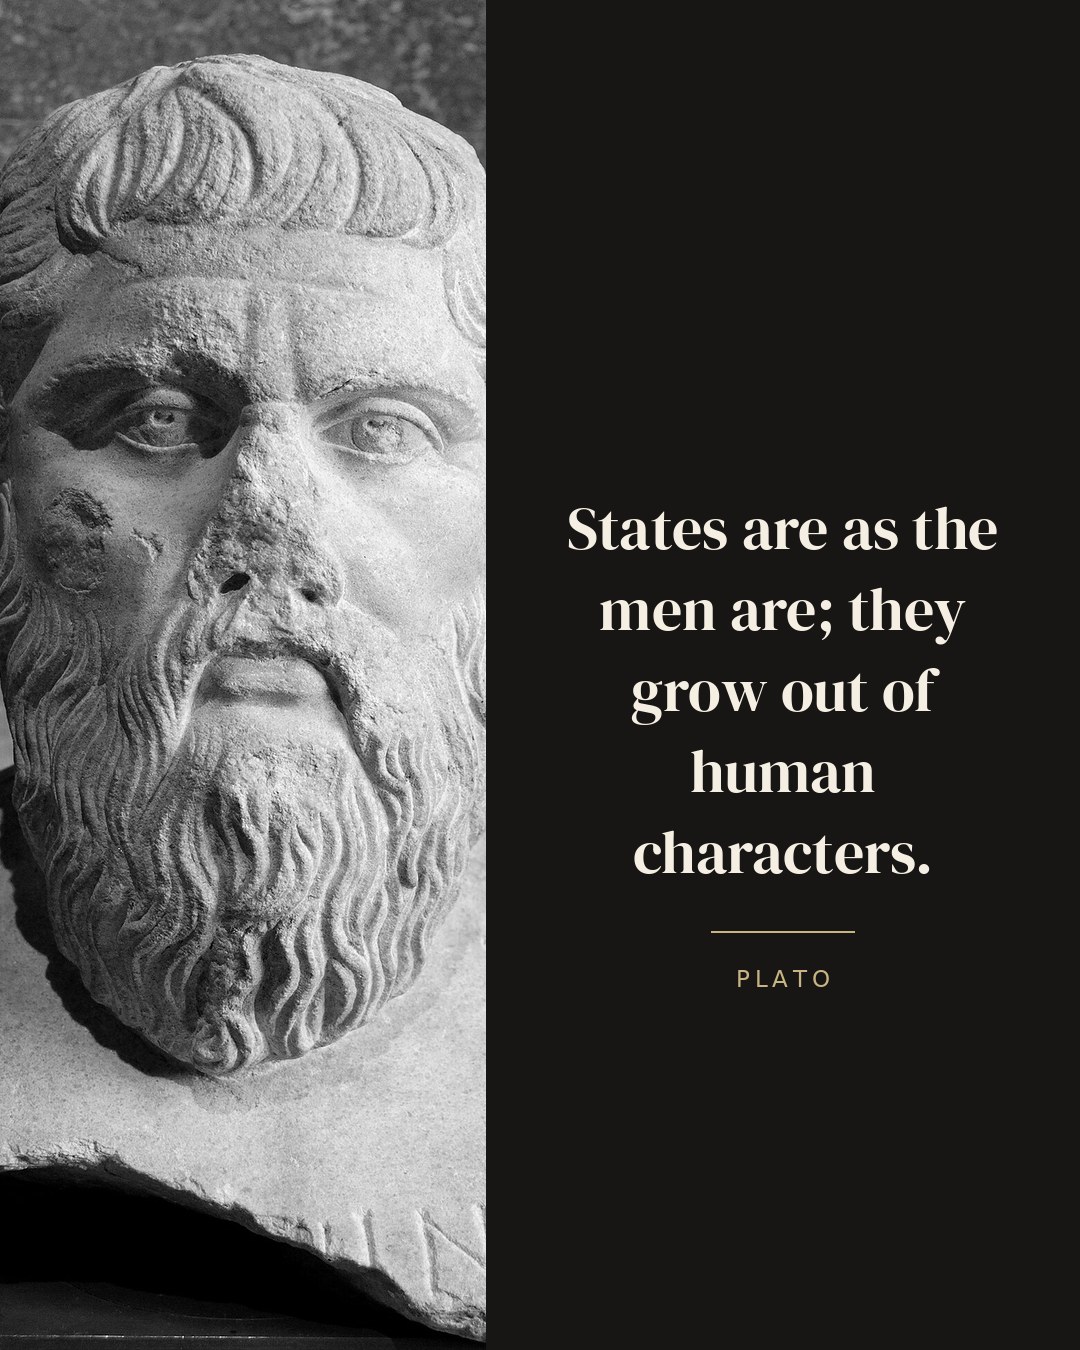 States are as the
men are; they
grow out of
human
characters.
PLATO